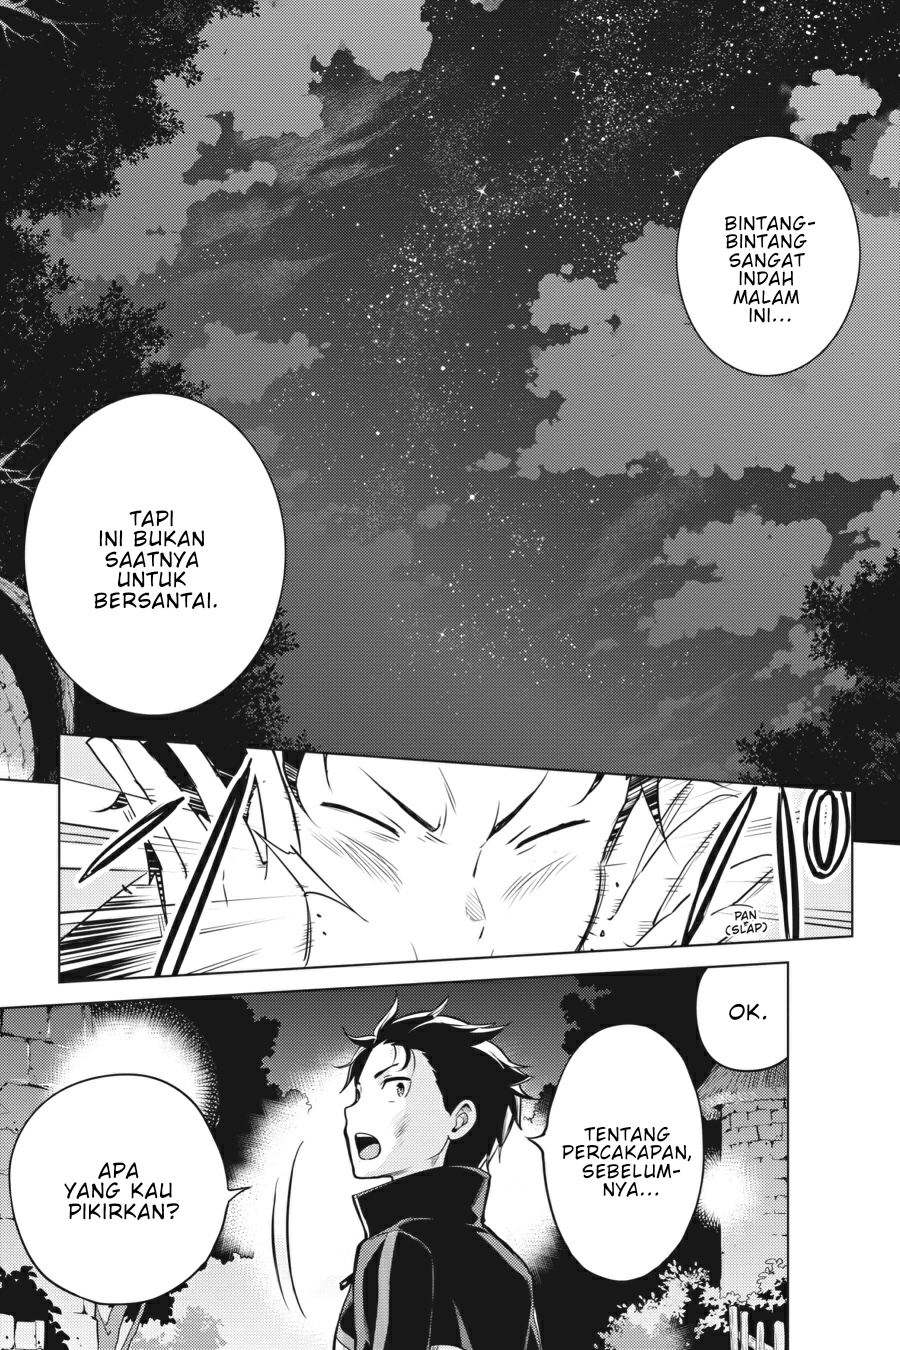 BINTANG-
BINTANG
SANGAT
INDAH
MALAM
INI...
TAPI
INI BUKAN
SAATNYA
UNTUK
BERSANTAI.
PAN
(SLAP)
OK.
TENTANG
PERCAKAPAN,
SEBELUM-
NYA...
APA
YANG KAU
PIKIRKAN?